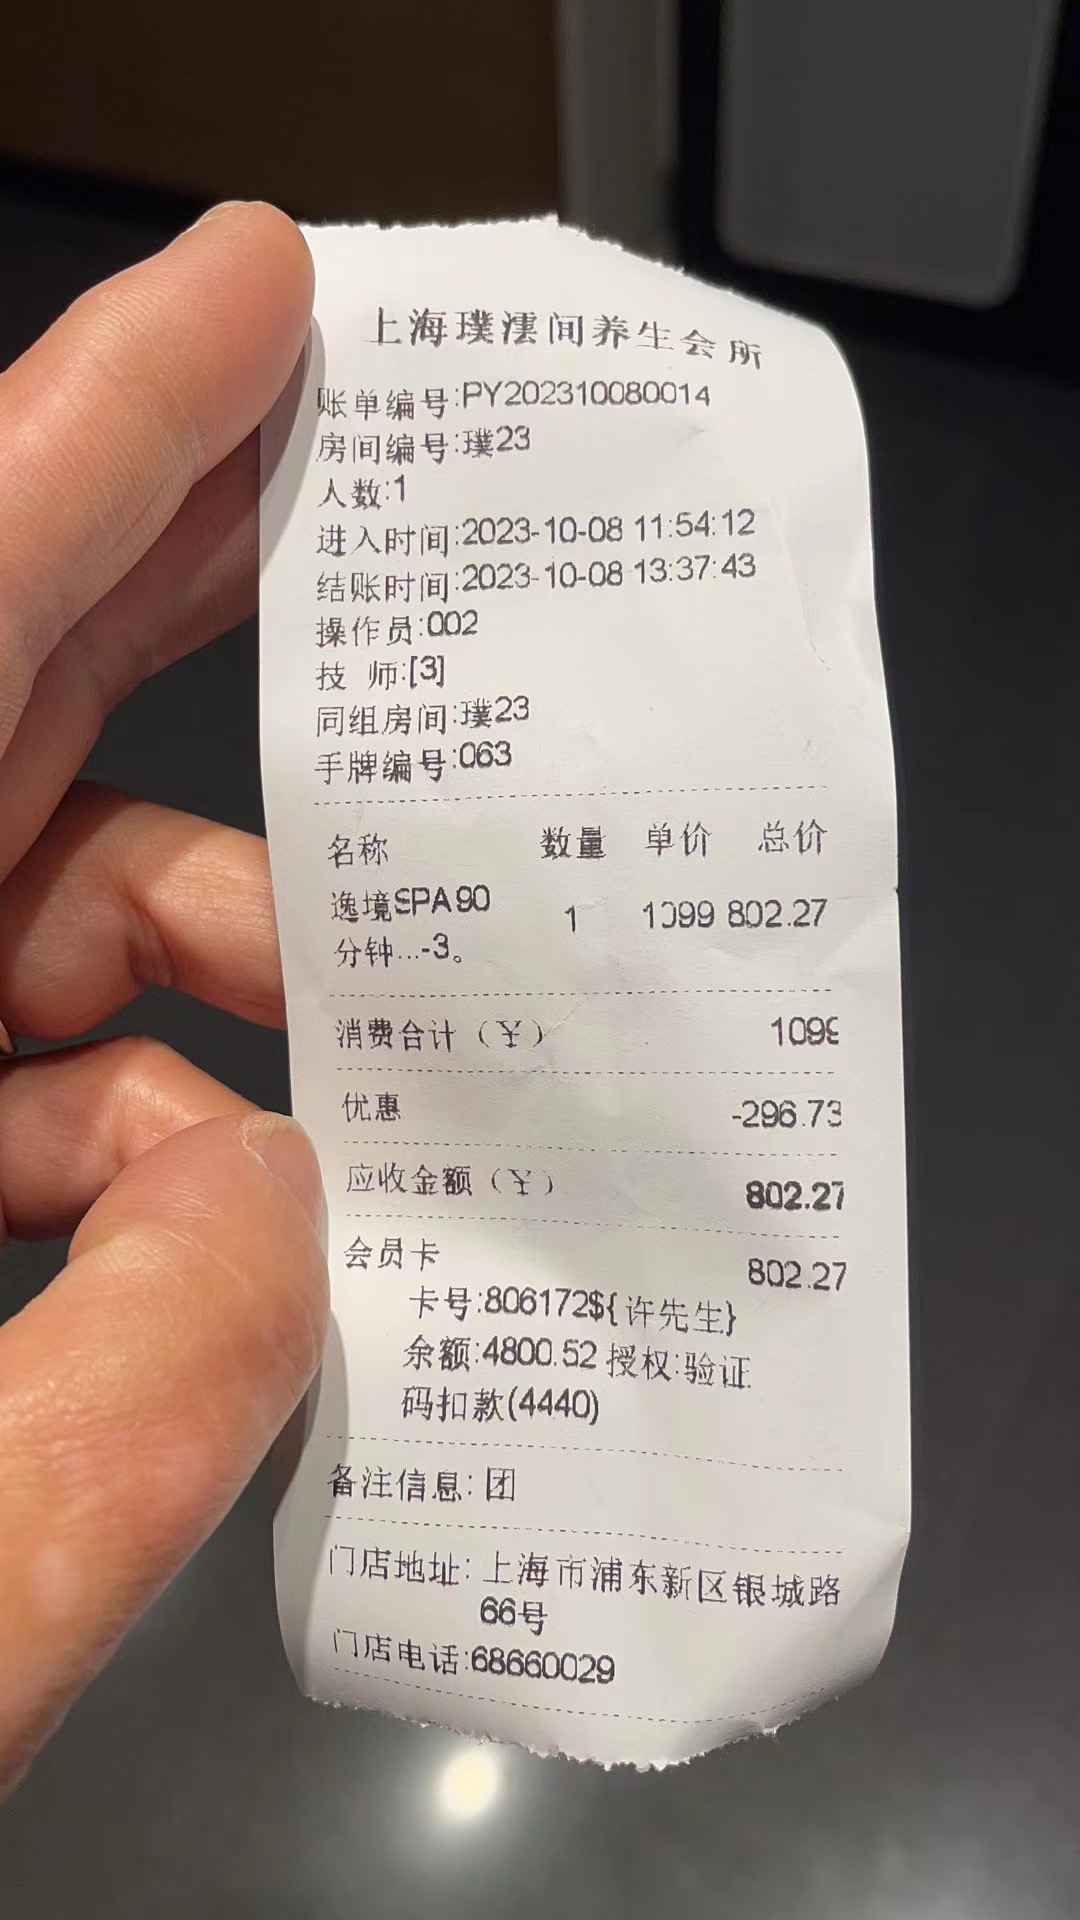 上海璞澐间养生会所
账单编号:PY202310080014
房间编号:璞23
人数:1
进入时间:2023-10-08 11:54:12
结账时间:2023-10-08 13:37:43
操作员:002
技 师:[3]
同组房间:璞23
手牌编号:063
名称 数量 单价 总价
逸境SPA90 1 1099 802.27
分钟...-3。
消费合计（¥） 1099
优惠 -296.73
应收金额（¥） 802.27
会员卡 802.27
卡号:806172${许先生}
余额:4800.52 授权:验证
码扣款(4440)
备注信息: 团
门店地址: 上海市浦东新区银城路
66号
门店电话:68660029